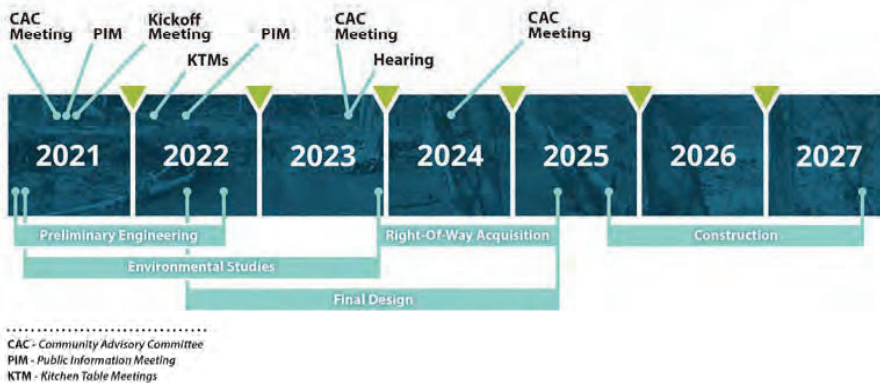 CAC
Meeting
PIM
Kickoff
Meeting
KTMs
PIM
CAC
Meeting
Hearing
CAC
Meeting
2021
2022
2023
2024
2025
2026
2027
Preliminary Engineering
Right-Of-Way Acquisition
Construction
Environmental Studies
Final Design
CAC - Community Advisory Committee
PIM - Public Information Meeting
KTM - Kitchen Table Meetings